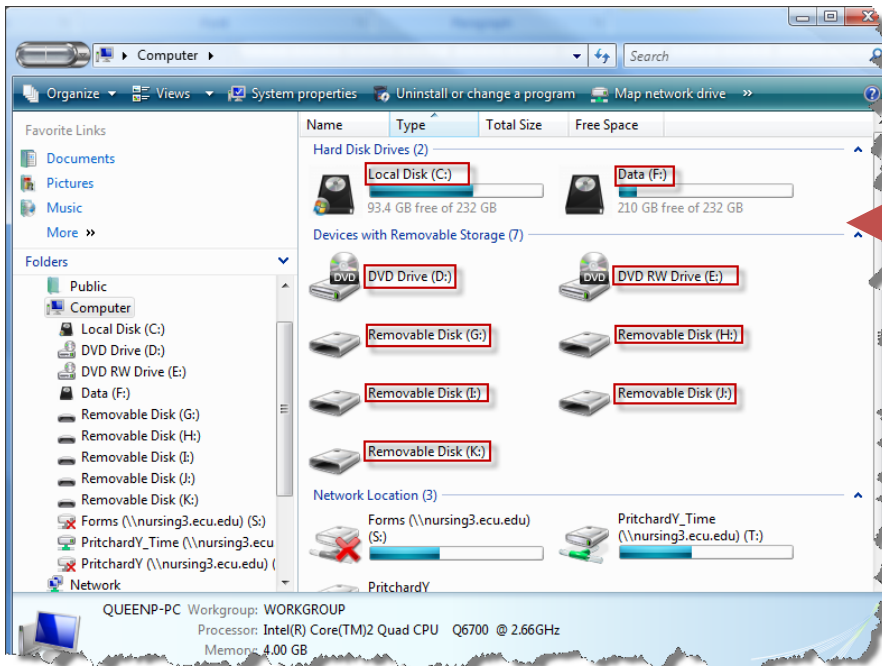 Computer
Search
Organize Views System properties Uninstall or change a program Map network drive »
Favorite Links
Documents
Pictures
Music
More »
Folders
Public
Computer
Local Disk (C:)
DVD Drive (D:)
DVD RW Drive (E:)
Data (F:)
Removable Disk (G:)
Removable Disk (H:)
Removable Disk (I:)
Removable Disk (J:)
Removable Disk (K:)
Forms (\\nursing3.ecu.edu) (S:)
PritchardY_Time (\\nursing3.ecu
PritchardY (\\nursing3.ecu.edu) (
Network
Name Type Total Size Free Space
Hard Disk Drives (2)
Local Disk (C:)
93.4 GB free of 232 GB
Data (F:)
210 GB free of 232 GB
Devices with Removable Storage (7)
DVD
DVD Drive (D:)
DVD
DVD RW Drive (E:)
Removable Disk (G:)
Removable Disk (H:)
Removable Disk (I:)
Removable Disk (J:)
Removable Disk (K:)
Network Location (3)
Forms (\\nursing3.ecu.edu)
(S:)
PritchardY_Time
(\\nursing3.ecu.edu) (T:)
PritchardY
QUEENP-PC Workgroup: WORKGROUP
Processor: Intel(R) Core(TM)2 Quad CPU Q6700 @ 2.66GHz
Memory: 4.00 GB